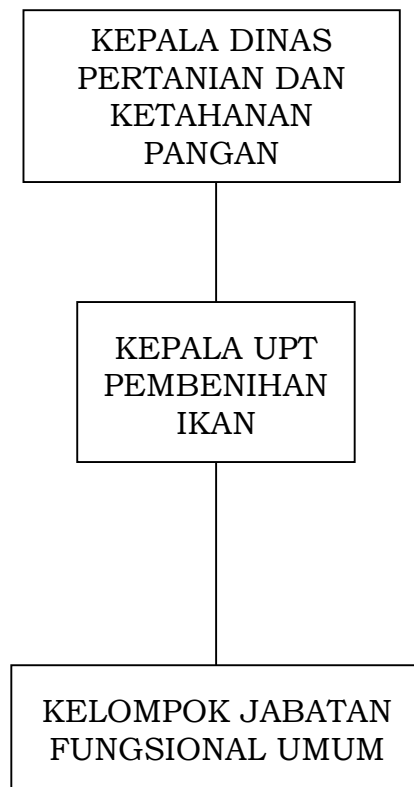 KEPALA DINAS
PERTANIAN DAN
KETAHANAN
PANGAN
KEPALA UPT
PEMBENIHAN
IKAN
KELOMPOK JABATAN
FUNGSIONAL UMUM